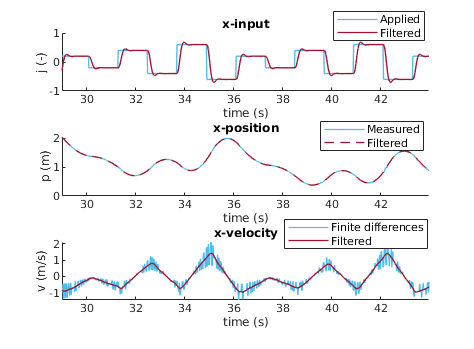 x-input
Applied
Filtered
j (-)
1
0
-1
30 32 34 36 38 40 42
time (s)
x-position
Measured
Filtered
p (m)
2
1
0
30 32 34 36 38 40 42
time (s)
x-velocity
Finite differences
Filtered
v (m/s)
2
1
0
-1
30 32 34 36 38 40 42
time (s)